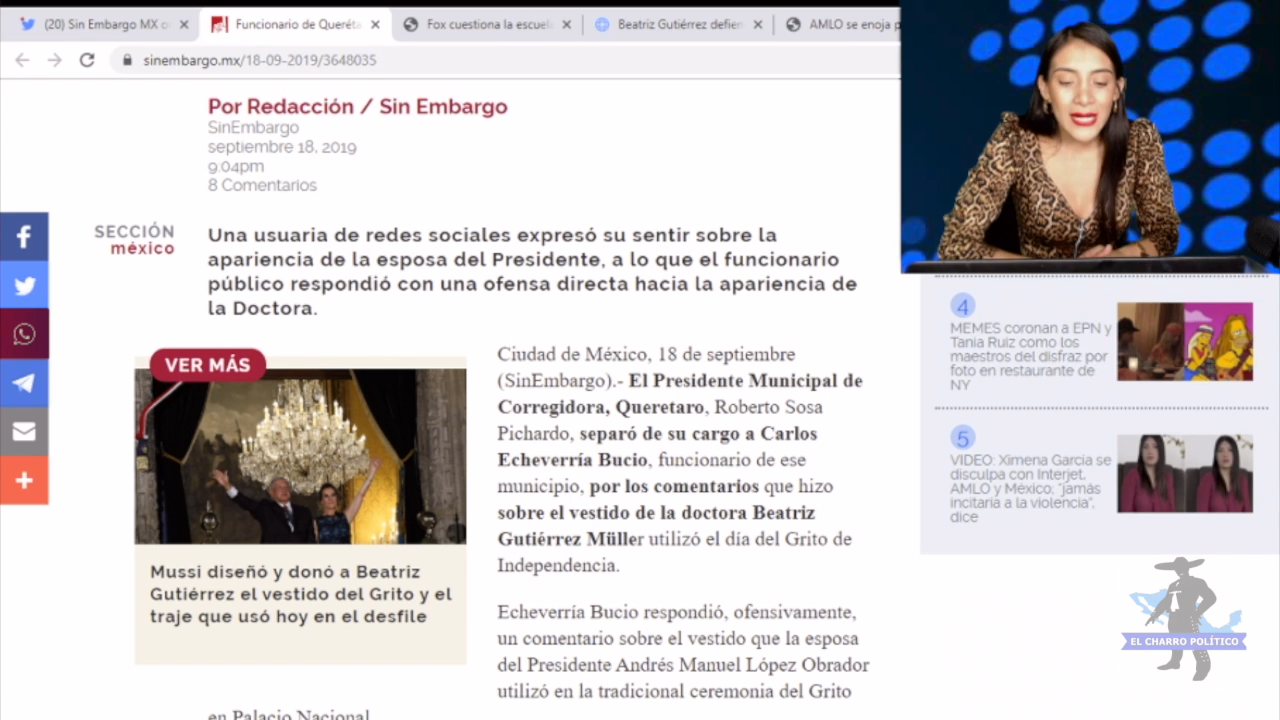 (20) Sin Embargo MX o
Funcionario de Queréta
Fox cuestiona la escuel
Beatriz Gutiérrez defien
AMLO se enoja p
sinembargo.mx/18-09-2019/3648035
Por Redacción / Sin Embargo
SinEmbargo
septiembre 18, 2019
9:04pm
8 Comentarios
SECCIÓN
méxico
Una usuaria de redes sociales expresó su sentir sobre la
apariencia de la esposa del Presidente, a lo que el funcionario
público respondió con una ofensa directa hacia la apariencia de
la Doctora.
VER MÁS
Mussi diseñó y donó a Beatriz
Gutiérrez el vestido del Grito y el
traje que usó hoy en el desfile
Ciudad de México, 18 de septiembre
(SinEmbargo).- El Presidente Municipal de
Corregidora, Queretaro, Roberto Sosa
Pichardo, separó de su cargo a Carlos
Echeverría Bucio, funcionario de ese
municipio, por los comentarios que hizo
sobre el vestido de la doctora Beatriz
Gutiérrez Müller utilizó el día del Grito de
Independencia.
Echeverría Bucio respondió, ofensivamente,
un comentario sobre el vestido que la esposa
del Presidente Andrés Manuel López Obrador
utilizó en la tradicional ceremonia del Grito
en Palacio Nacional
4
MEMES coronan a EPN y
Tania Ruiz como los
maestros del disfraz por
foto en restaurante de
NY
5
VIDEO: Ximena García se
disculpa con Interjet,
AMLO y México; "jamás
incitaría a la violencia",
dice
EL CHARRO POLÍTICO